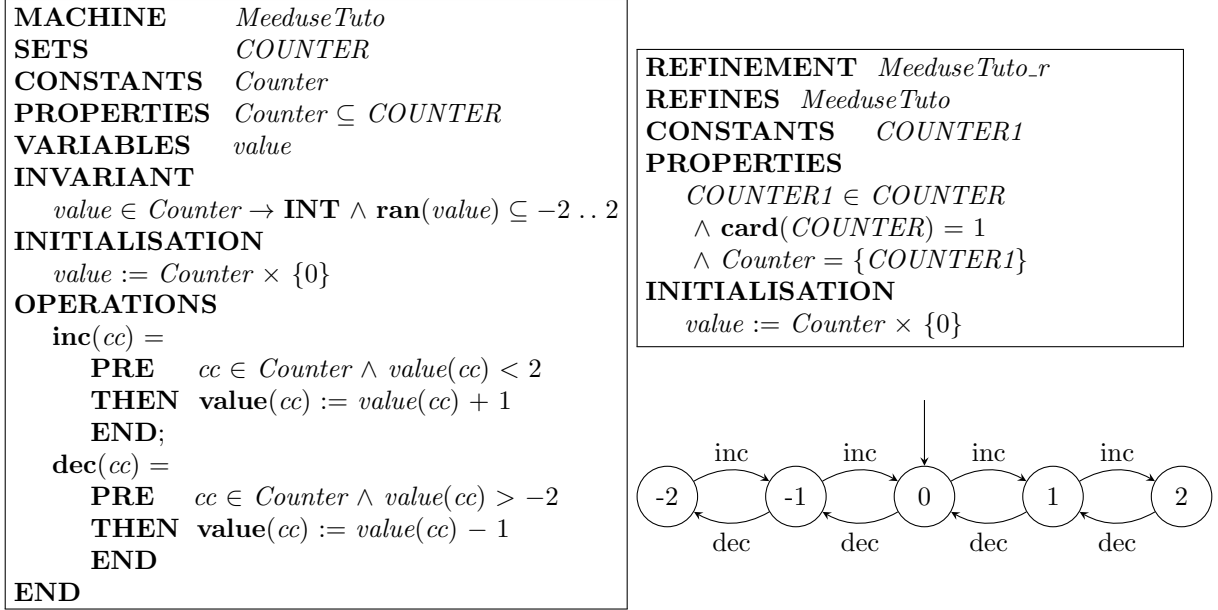 MACHINE MeeduseTuto
SETS COUNTER
CONSTANTS Counter
PROPERTIES Counter ⊆ COUNTER
VARIABLES value
INVARIANT
value ∈ Counter → INT ∧ ran(value) ⊆ −2 . . 2
INITIALISATION
value := Counter × {0}
OPERATIONS
inc(cc) =
PRE cc ∈ Counter ∧ value(cc) < 2
THEN value(cc) := value(cc) + 1
END;
dec(cc) =
PRE cc ∈ Counter ∧ value(cc) > −2
THEN value(cc) := value(cc) − 1
END
END
REFINEMENT MeeduseTuto_r
REFINES MeeduseTuto
CONSTANTS COUNTER1
PROPERTIES
COUNTER1 ∈ COUNTER
∧ card(COUNTER) = 1
∧ Counter = {COUNTER1}
INITIALISATION
value := Counter × {0}
inc inc inc inc
-2 -1 0 1 2
dec dec dec dec